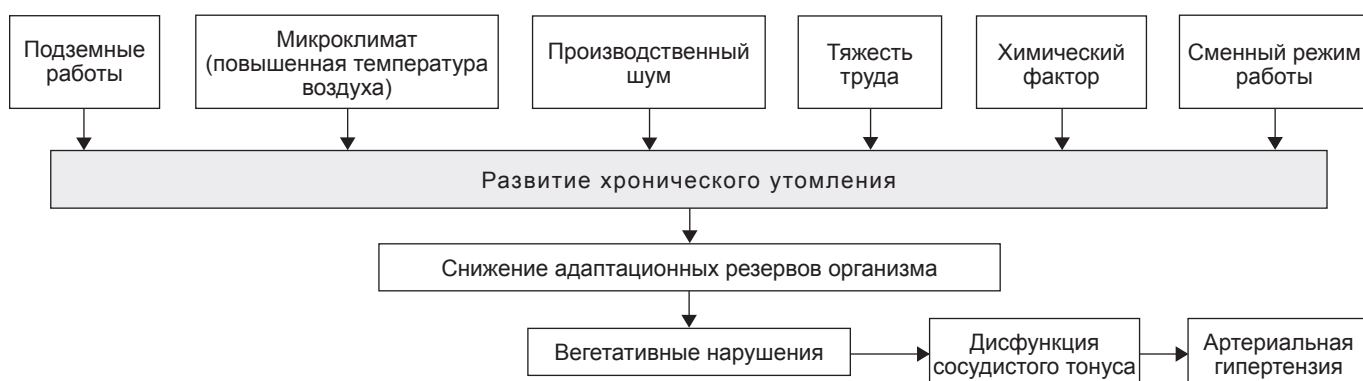 Подземные
работы
Микроклимат
(повышенная температура
воздуха)
Производственный
шум
Тяжесть
труда
Химический
фактор
Сменный режим
работы
Развитие хронического утомления
Снижение адаптационных резервов организма
Вегетативные нарушения
Дисфункция
сосудистого тонуса
Артериальная
гипертензия